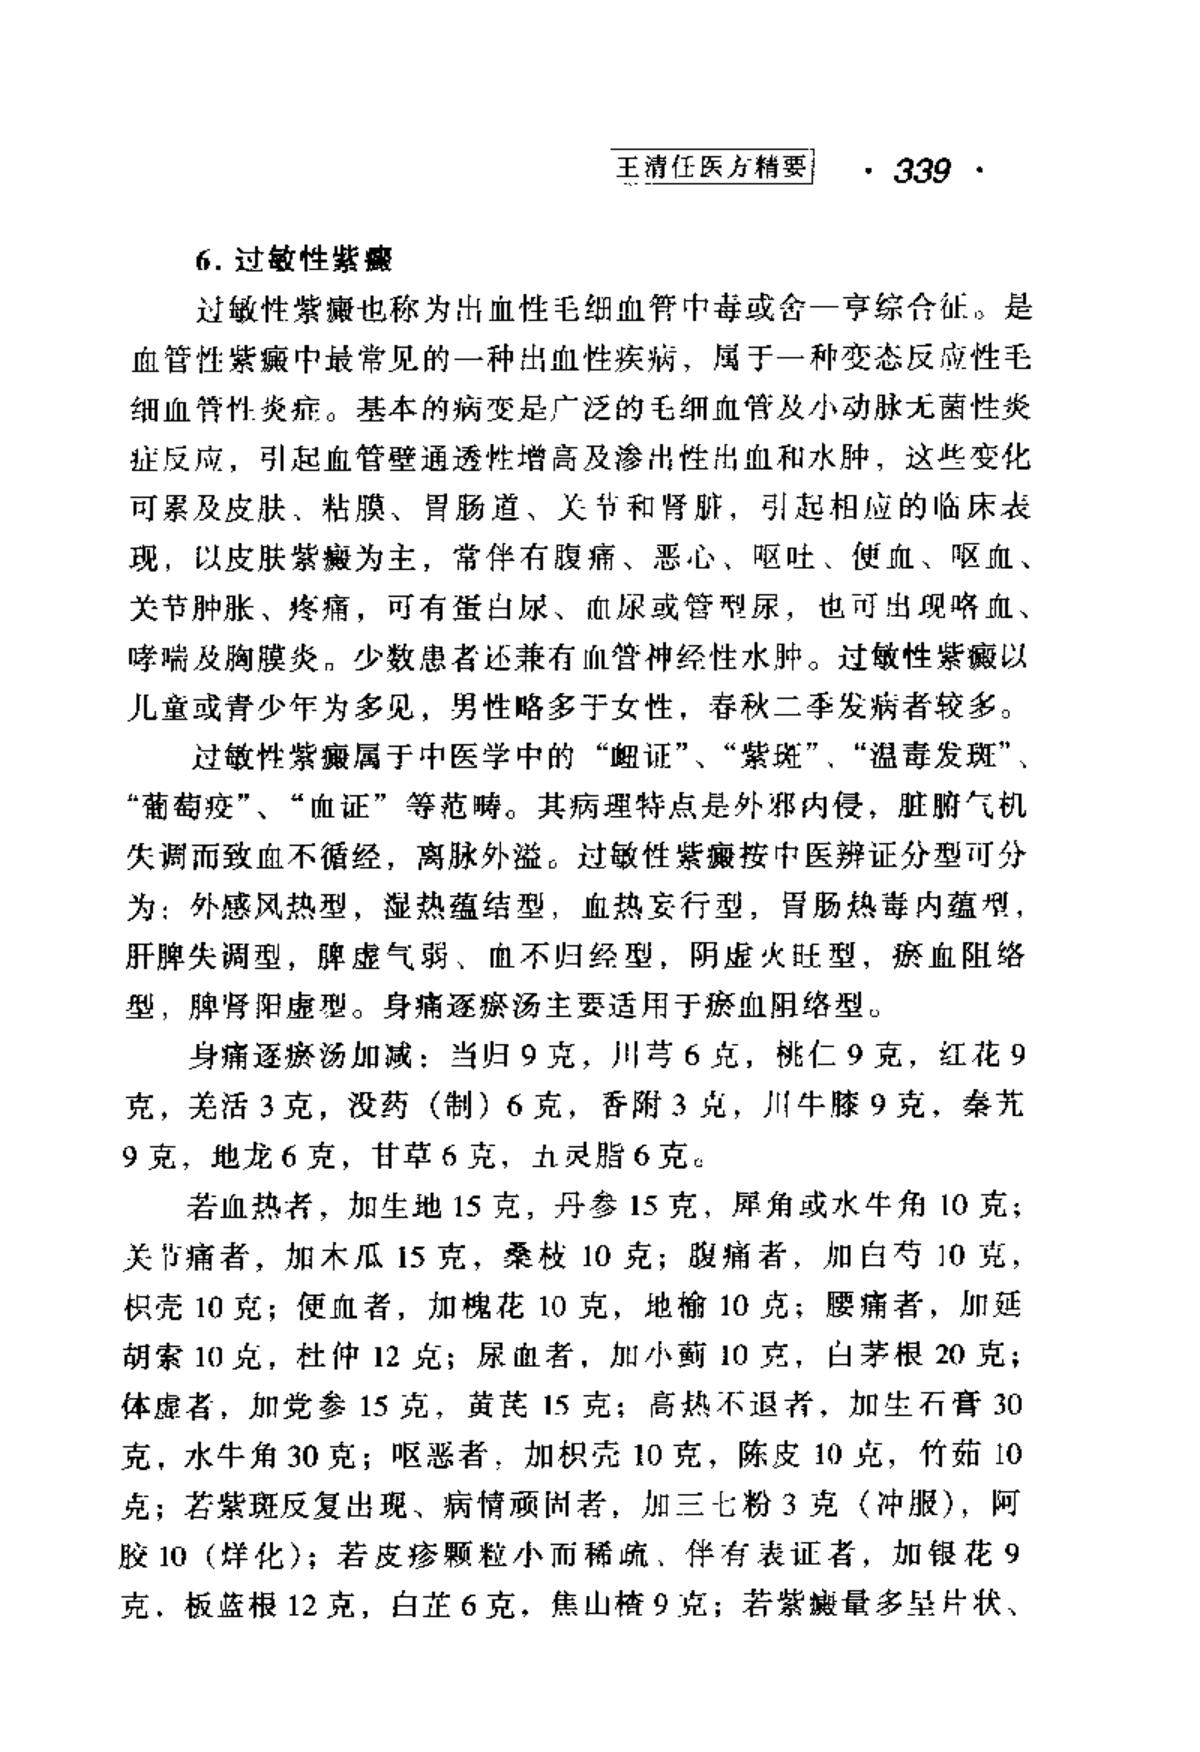 王清任医方精要 · 339 ·
6. 过敏性紫癜
过敏性紫癜也称为出血性毛细血管中毒或舍—亨综合征。是
血管性紫癜中最常见的一种出血性疾病，属于一种变态反应性毛
细血管性炎症。基本的病变是广泛的毛细血管及小动脉无菌性炎
症反应，引起血管壁通透性增高及渗出性出血和水肿，这些变化
可累及皮肤、粘膜、胃肠道、关节和肾脏，引起相应的临床表
现，以皮肤紫癜为主，常伴有腹痛、恶心、呕吐、便血、呕血、
关节肿胀、疼痛，可有蛋白尿、血尿或管型尿，也可出现咯血、
哮喘及胸膜炎。少数患者还兼有血管神经性水肿。过敏性紫癜以
儿童或青少年为多见，男性略多于女性，春秋二季发病者较多。
过敏性紫癜属于中医学中的“衄证”、“紫斑”、“温毒发斑”、
“葡萄疫”、“血证”等范畴。其病理特点是外邪内侵，脏腑气机
失调而致血不循经，离脉外溢。过敏性紫癜按中医辨证分型可分
为：外感风热型，湿热蕴结型，血热妄行型，胃肠热毒内蕴型，
肝脾失调型，脾虚气弱、血不归经型，阴虚火旺型，瘀血阻络
型，脾肾阳虚型。身痛逐瘀汤主要适用于瘀血阻络型。
身痛逐瘀汤加减：当归 9 克，川芎 6 克，桃仁 9 克，红花 9
克，羌活 3 克，没药（制）6 克，香附 3 克，川牛膝 9 克，秦艽
9 克，地龙 6 克，甘草 6 克，五灵脂 6 克。
若血热者，加生地 15 克，丹参 15 克，犀角或水牛角 10 克；
关节痛者，加木瓜 15 克，桑枝 10 克；腹痛者，加白芍 10 克，
枳壳 10 克；便血者，加槐花 10 克，地榆 10 克；腰痛者，加延
胡索 10 克，杜仲 12 克；尿血者，加小蓟 10 克，白茅根 20 克；
体虚者，加党参 15 克，黄芪 15 克；高热不退者，加生石膏 30
克，水牛角 30 克；呕恶者，加枳壳 10 克，陈皮 10 克，竹茹 10
克；若紫斑反复出现、病情顽固者，加三七粉 3 克（冲服），阿
胶 10（烊化）；若皮疹颗粒小而稀疏、伴有表证者，加银花 9
克，板蓝根 12 克，白芷 6 克，焦山楂 9 克；若紫癜量多呈片状、